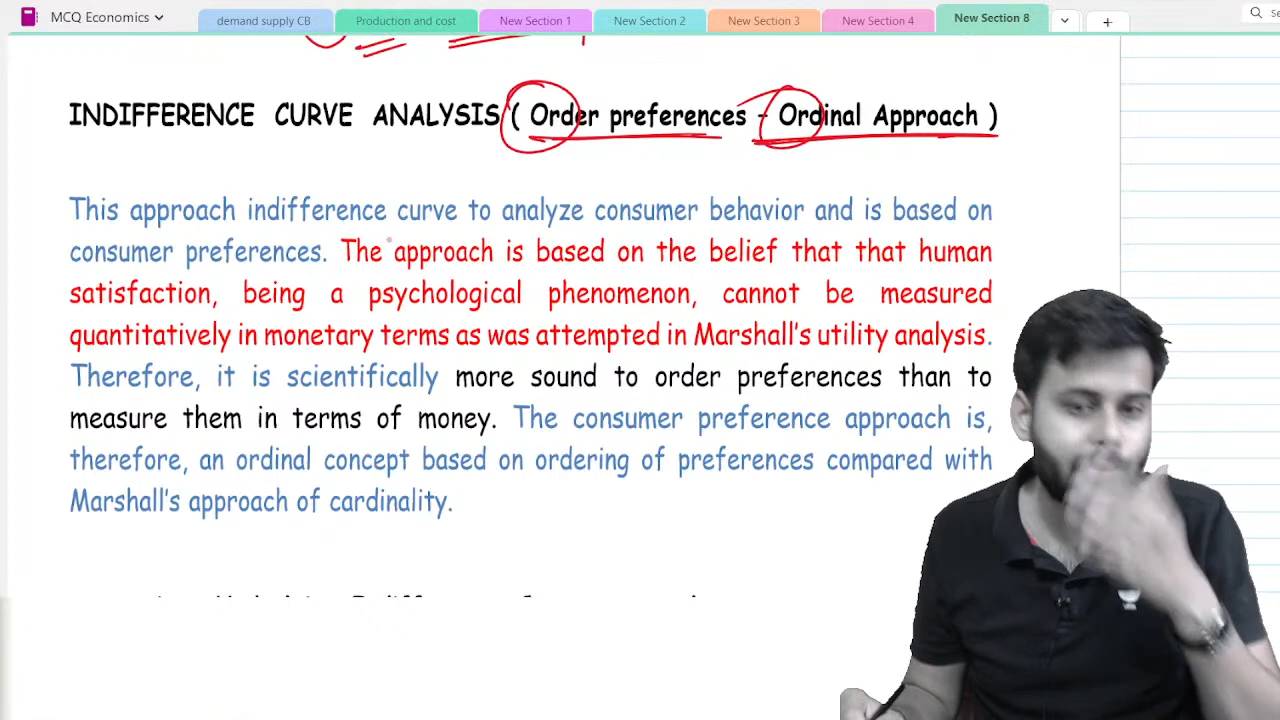 MCQ Economics
demand supply CB
Production and cost
New Section 1
New Section 2
New Section 3
New Section 4
New Section 8
INDIFFERENCE CURVE ANALYSIS ( Order preferences - Ordinal Approach )
This approach indifference curve to analyze consumer behavior and is based on
consumer preferences. The approach is based on the belief that that human
satisfaction, being a psychological phenomenon, cannot be measured
quantitatively in monetary terms as was attempted in Marshall's utility analysis.
Therefore, it is scientifically more sound to order preferences than to
measure them in terms of money. The consumer preference approach is,
therefore, an ordinal concept based on ordering of preferences compared with
Marshall's approach of cardinality.